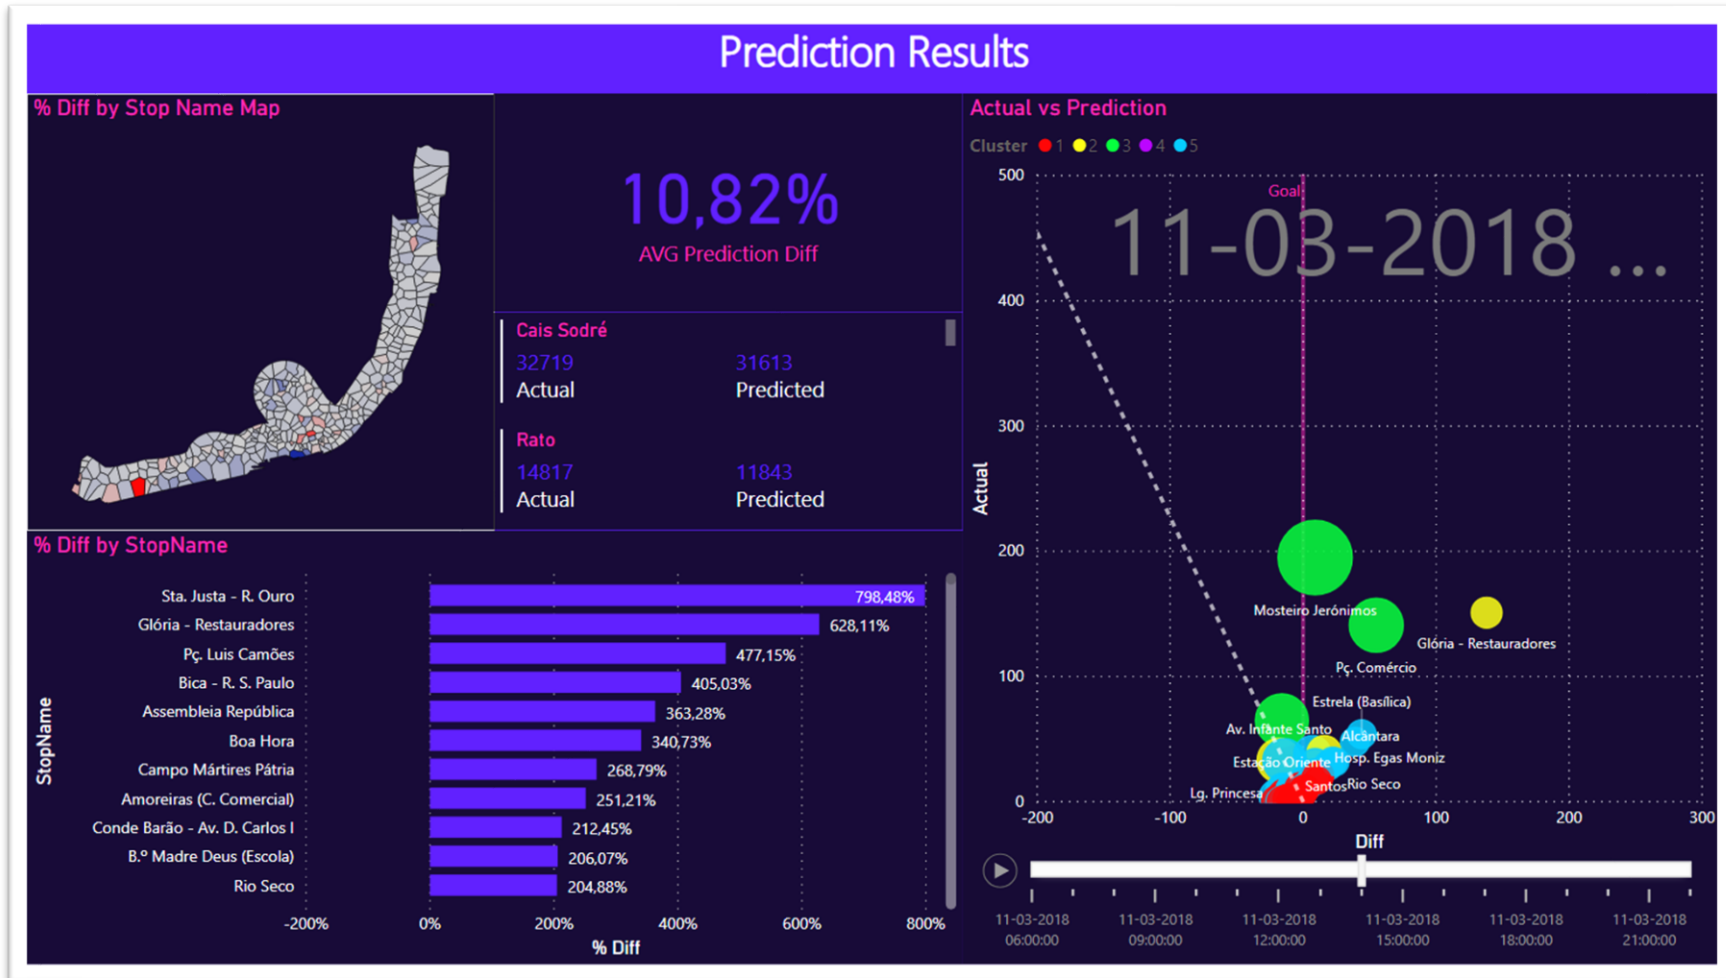 Prediction Results
% Diff by Stop Name Map
10,82%
AVG Prediction Diff
Cais Sodré
32719 31613
Actual Predicted
Rato
14817 11843
Actual Predicted
% Diff by StopName
StopName
Sta. Justa - R. Ouro 798,48%
Glória - Restauradores 628,11%
Pç. Luis Camões 477,15%
Bica - R. S. Paulo 405,03%
Assembleia República 363,28%
Boa Hora 340,73%
Campo Mártires Pátria 268,79%
Amoreiras (C. Comercial) 251,21%
Conde Barão - Av. D. Carlos I 212,45%
B.º Madre Deus (Escola) 206,07%
Rio Seco 204,88%
-200% 0% 200% 400% 600% 800%
% Diff
Actual vs Prediction
Cluster 1 2 3 4 5
500
Goal
11-03-2018 ...
400
300
Actual
200
Mosteiro Jerónimos
Glória - Restauradores
Pç. Comércio
100
Estrela (Basílica)
Av. Infante Santo
Alcântara
Estação Oriente
Hosp. Egas Moniz
Santos
Rio Seco
Lg. Princesa
0
-200 -100 0 100 200 300
Diff
11-03-2018 11-03-2018 11-03-2018 11-03-2018 11-03-2018 11-03-2018
06:00:00 09:00:00 12:00:00 15:00:00 18:00:00 21:00:00